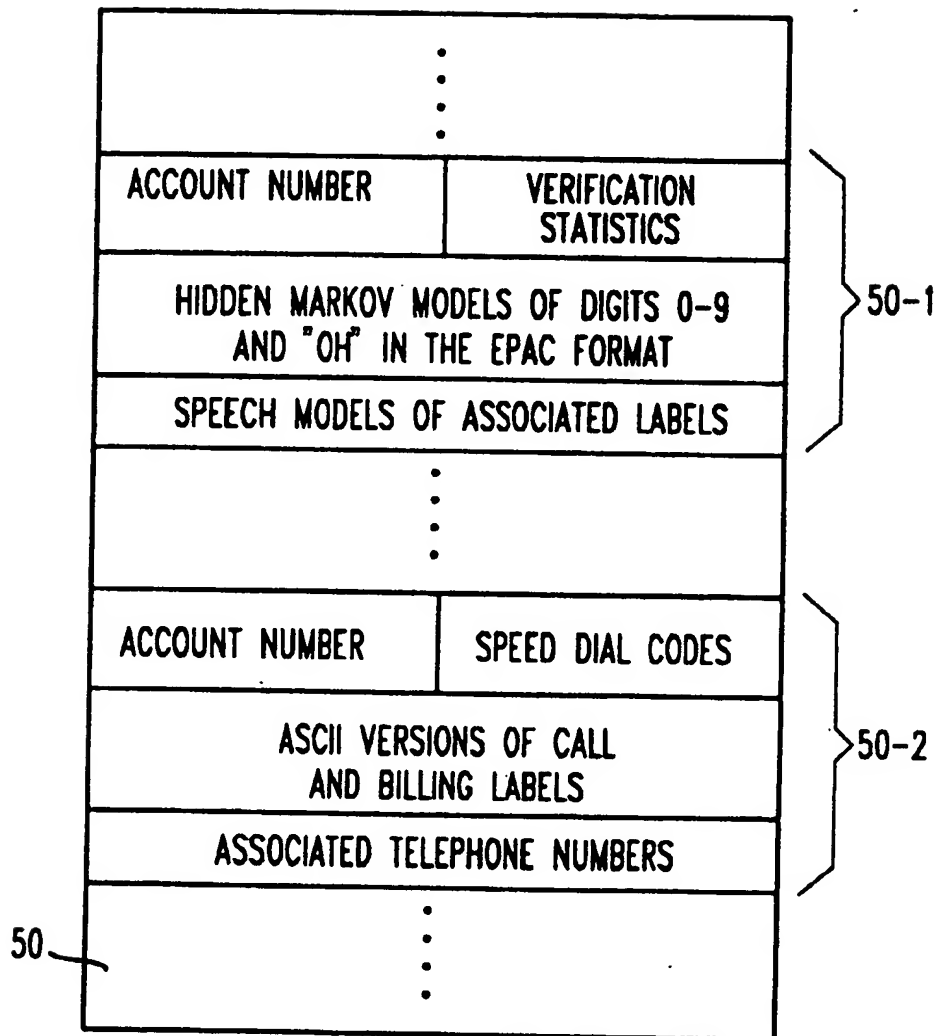 ACCOUNT NUMBER
VERIFICATION
STATISTICS
HIDDEN MARKOV MODELS OF DIGITS 0-9
AND "OH" IN THE EPAC FORMAT
SPEECH MODELS OF ASSOCIATED LABELS
50-1
ACCOUNT NUMBER
SPEED DIAL CODES
ASCII VERSIONS OF CALL
AND BILLING LABELS
ASSOCIATED TELEPHONE NUMBERS
50-2
50